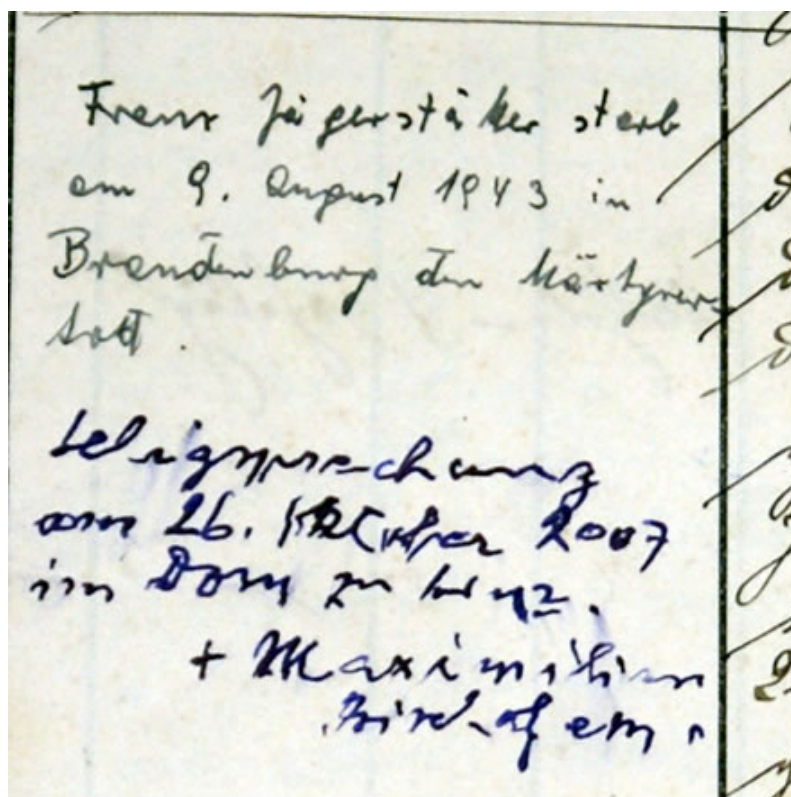 Franz Jägerstätter starb
am 9. August 1943 in
Brandenburg den Märtyrer-
tod.
Seligsprechung
am 26. Oktober 2007
im Dom zu Linz.
+ Maximilian
Bischof em.